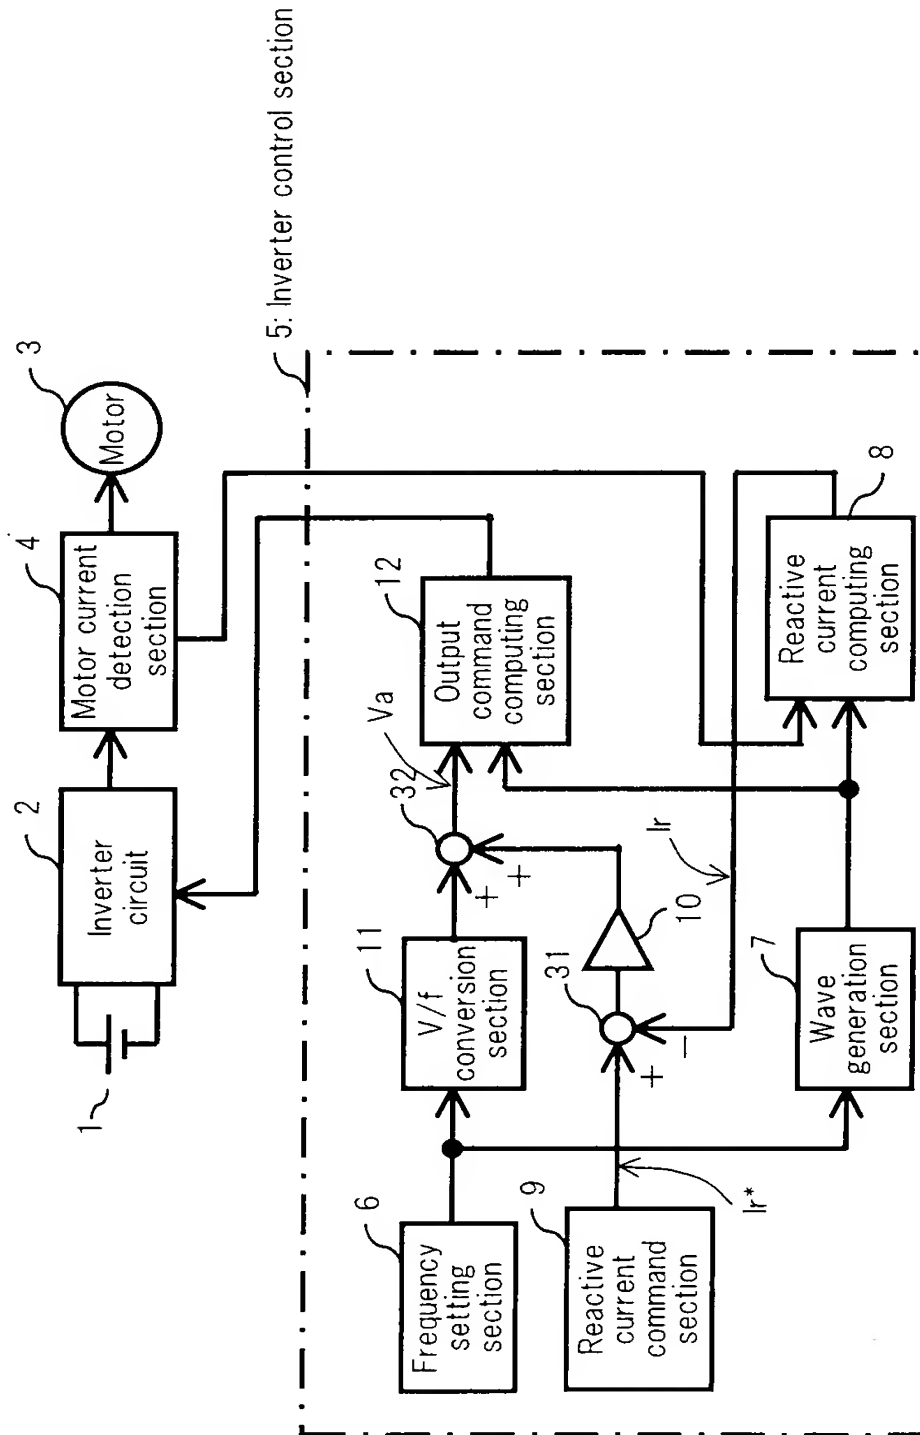 1
2
Inverter
circuit
4
Motor current
detection
section
3
Motor
5: Inverter control section
6
Frequency
setting
section
11
V/f
conversion
section
32
+
+
Va
12
Output
command
computing
section
9
Reactive
current
command
section
Ir*
31
+
-
10
Ir
7
Wave
generation
section
8
Reactive
current
computing
section